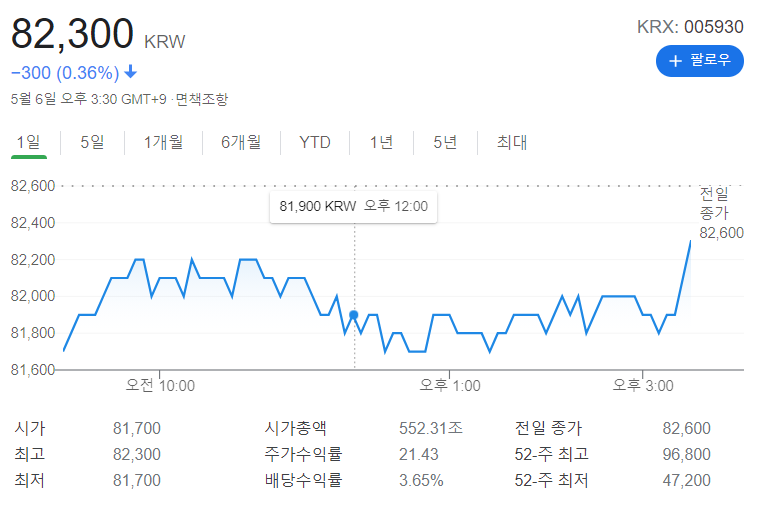 82,300 KRW
KRX: 005930
−300 (0.36%)
+ 팔로우
5월 6일 오후 3:30 GMT+9 · 면책조항
1일 5일 1개월 6개월 YTD 1년 5년 최대
82,600
82,400
82,200
82,000
81,800
81,600
81,900 KRW 오후 12:00
전일
종가
82,600
오전 10:00 오후 1:00 오후 3:00
시가 81,700 시가총액 552.31조 전일 종가 82,600
최고 82,300 주가수익률 21.43 52-주 최고 96,800
최저 81,700 배당수익률 3.65% 52-주 최저 47,200